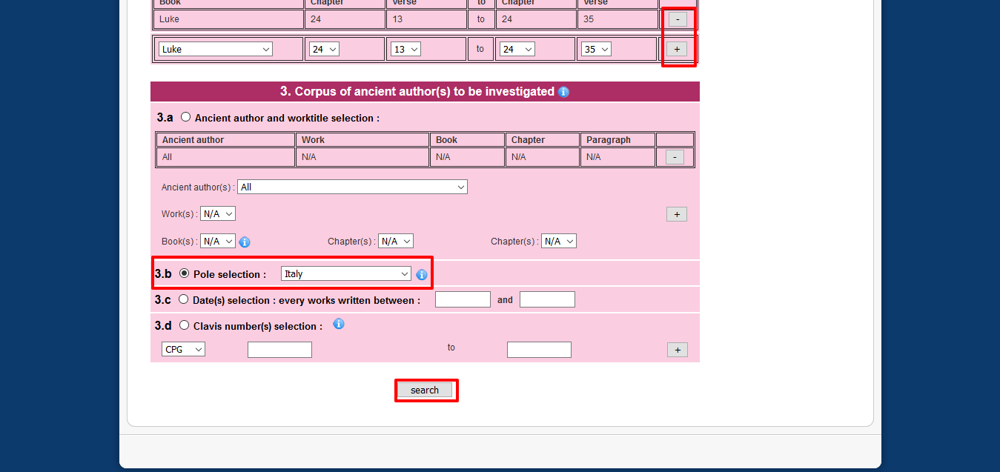 Book Chapter Verse to Chapter Verse
Luke 24 13 to 24 35 -
Luke 24 13 to 24 35 +
3. Corpus of ancient author(s) to be investigated i
3.a Ancient author and worktitle selection :
Ancient author Work Book Chapter Paragraph
All N/A N/A N/A N/A -
Ancient author(s) : All
Work(s) : N/A +
Book(s) : N/A i Chapter(s) : N/A Chapter(s) : N/A
3.b Pole selection : Italy i
3.c Date(s) selection : every works written between : and
3.d Clavis number(s) selection : i
CPG to +
search